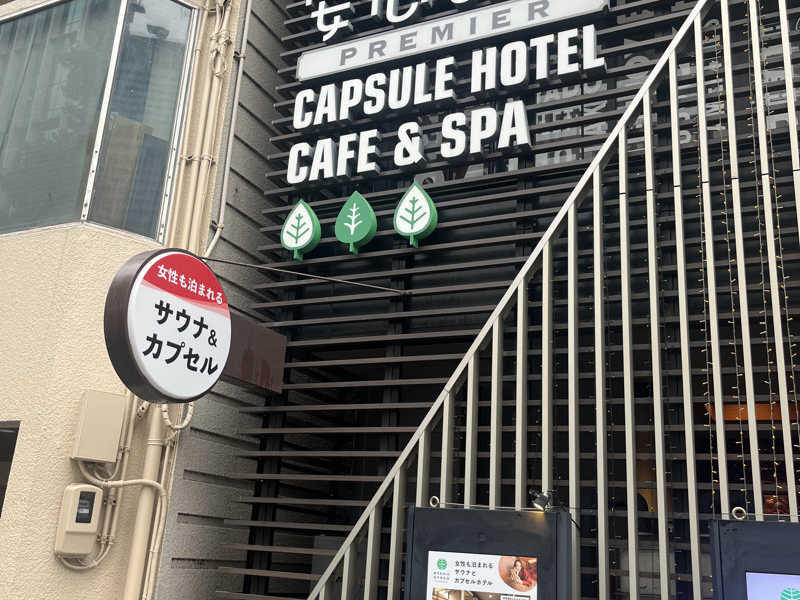 PREMIER
CAPSULE HOTEL
CAFE & SPA
女性も泊まれる
サウナ&
カプセル
女性も泊まれる
サウナと
カプセルホテル